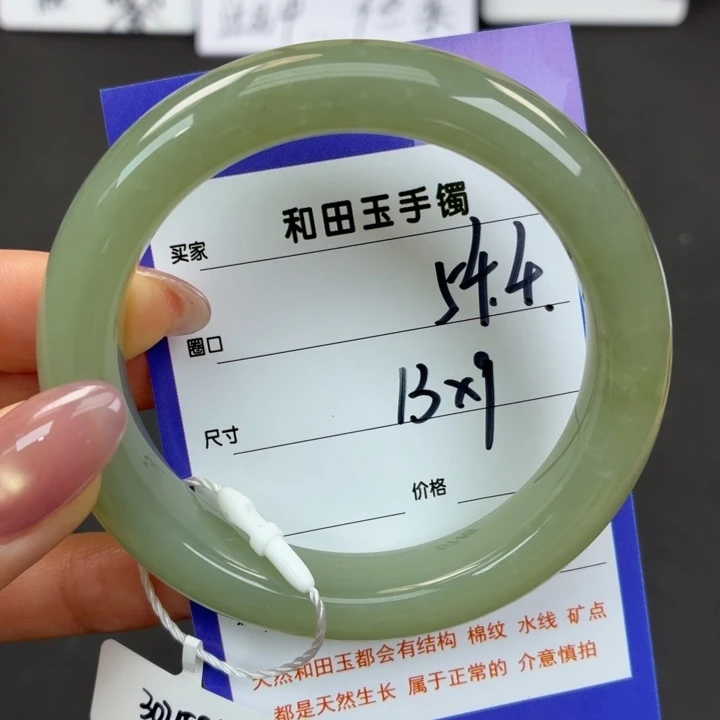 和田玉手镯
买家
54.4.
圈口
13×9
尺寸
价格
天然和田玉都会有结构 棉纹 水线 矿点
都是天然生长 属于正常的 介意慎拍